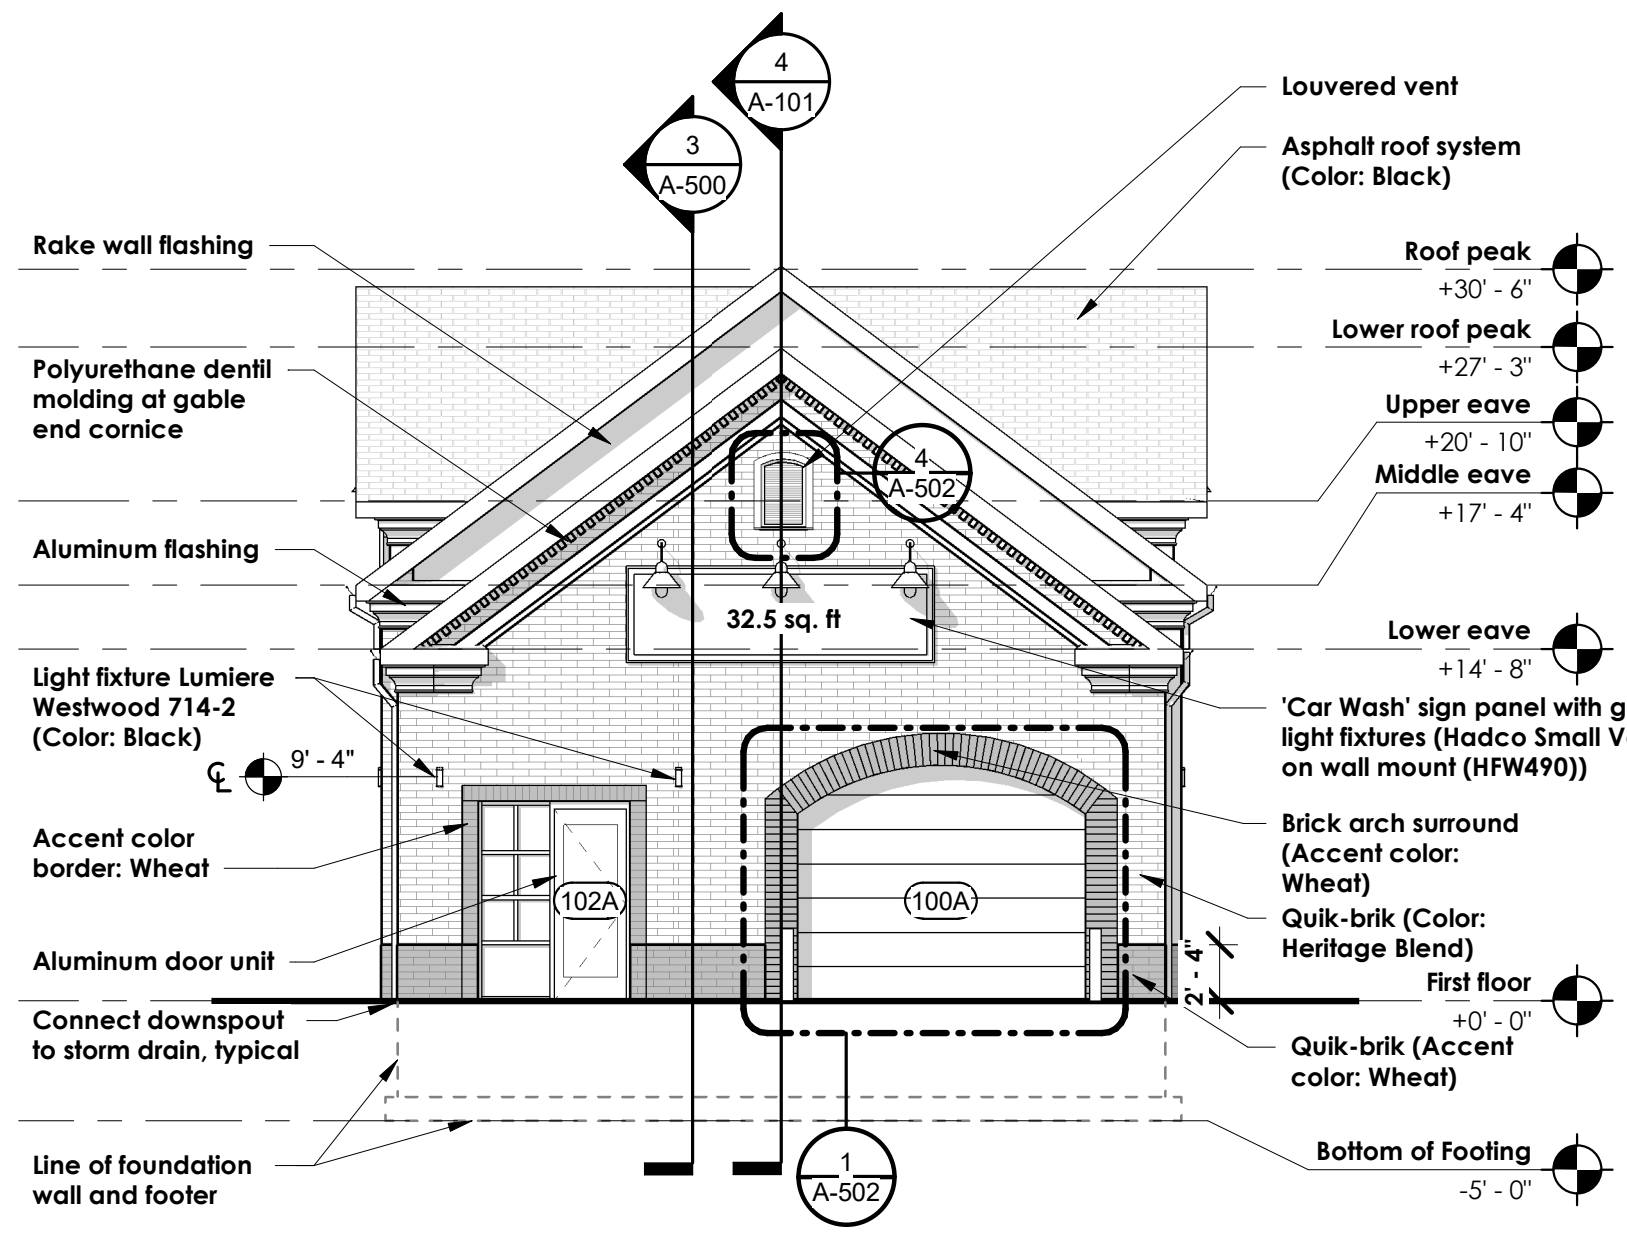 4
A-101
3
A-500
Louvered vent
Asphalt roof system
(Color: Black)
Rake wall flashing
Roof peak
+30' - 6"
Lower roof peak
+27' - 3"
Polyurethane dentil
molding at gable
end cornice
Upper eave
+20' - 10"
4
A-502
Middle eave
+17' - 4"
Aluminum flashing
32.5 sq. ft
Lower eave
+14' - 8"
Light fixture Lumiere
Westwood 714-2
(Color: Black)
'Car Wash' sign panel with g
light fixtures (Hadco Small V
on wall mount (HFW490))
℄
9' - 4"
Accent color
border: Wheat
Brick arch surround
(Accent color:
Wheat)
102A
100A
Quik-brik (Color:
Heritage Blend)
Aluminum door unit
2' - 4"
First floor
+0' - 0"
Connect downspout
to storm drain, typical
Quik-brik (Accent
color: Wheat)
Line of foundation
wall and footer
1
A-502
Bottom of Footing
-5' - 0"